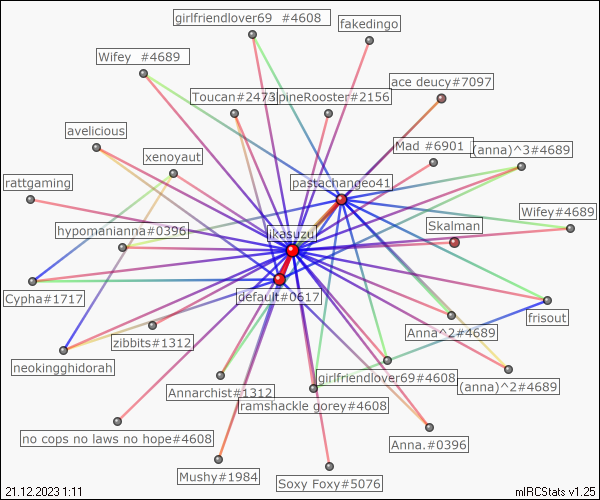 girlfriendlover69 #4608
fakedingo
Wifey #4689
ace deucy#7097
Toucan#2473
pineRooster#2156
avelicious
Mad #6901
(anna)^3#4689
xenoyaut
rattgaming
pastachangeo41
Wifey#4689
hypomanianna#0396
ikasuzu
Skalman
Cypha#1717
default#0617
frisout
zibbits#1312
Anna^2#4689
neokingghidorah
girlfriendlover69#4608
(anna)^2#4689
Annarchist#1312
ramshackle gorey#4608
no cops no laws no hope#4608
Anna.#0396
Mushy#1984
Soxy Foxy#5076
21.12.2023 1:11
mIRCStats v1.25